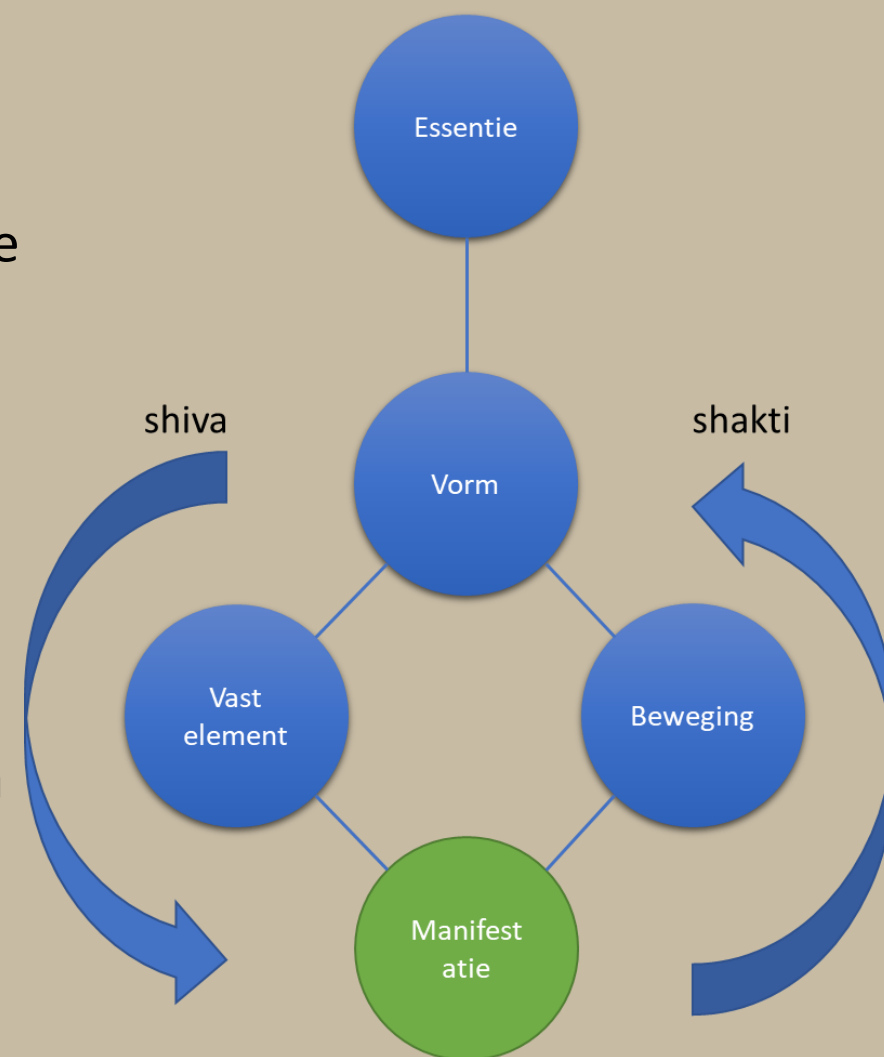 Essentie
e
shiva
shakti
Vorm
Vast
element
Beweging
Manifest
atie